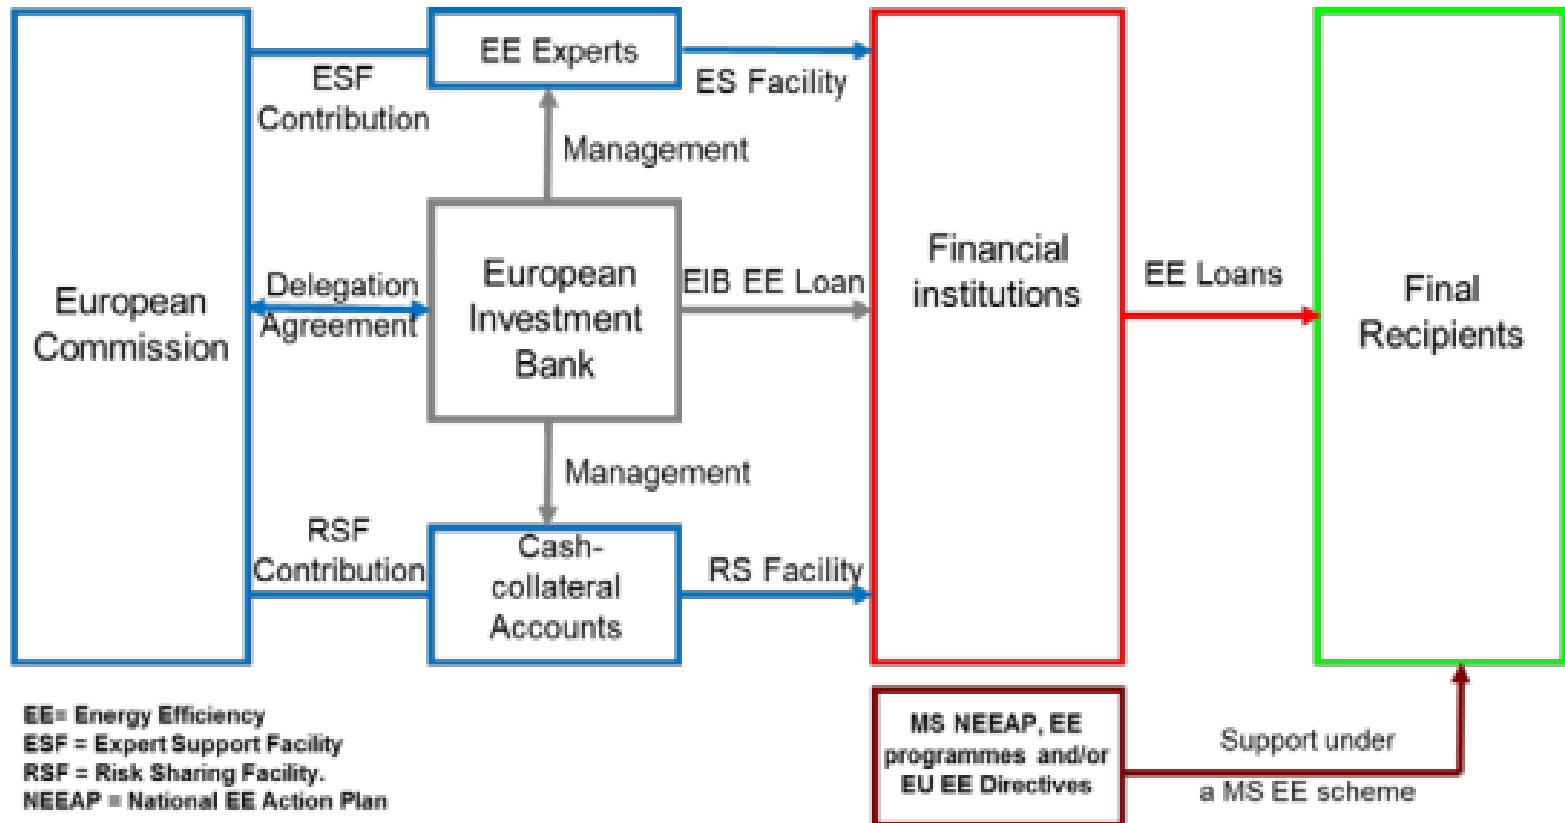 EE Experts
ESF
Contribution
ES Facility
Management
European
Commission
Delegation
Agreement
European
Investment
Bank
EIB EE Loan
Financial
institutions
EE Loans
Final
Recipients
Management
RSF
Contribution
Cash-
collateral
Accounts
RS Facility
EE= Energy Efficiency
ESF = Expert Support Facility
RSF = Risk Sharing Facility.
NEEAP = National EE Action Plan
MS NEEAP, EE
programmes and/or
EU EE Directives
Support under
a MS EE scheme